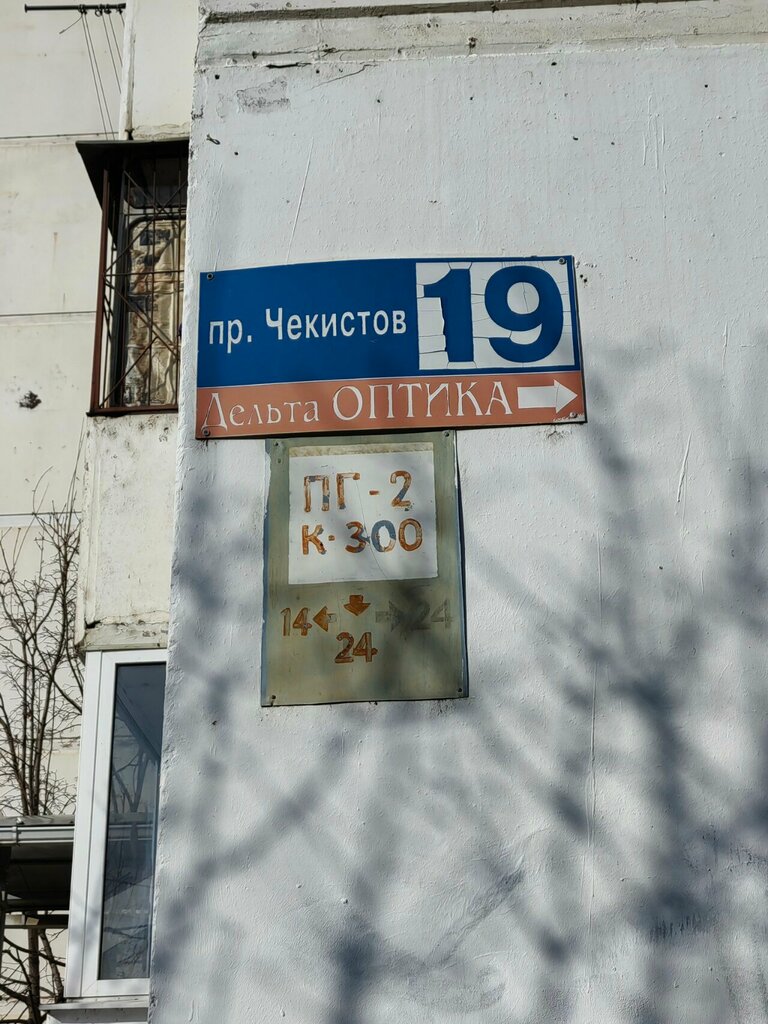 пр. Чекистов 19
Дельта ОПТИКА
ПГ-2
К-300
14 24
24